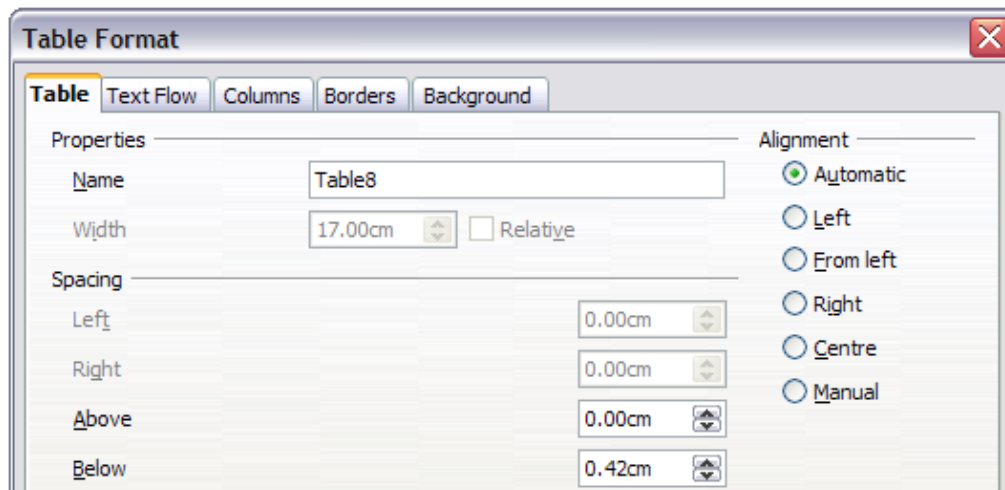 Table Format
Table Text Flow Columns Borders Background
Properties
Name Table8
Width 17.00cm Relative
Spacing
Left 0.00cm
Right 0.00cm
Above 0.00cm
Below 0.42cm
Alignment
Automatic
Left
From left
Right
Centre
Manual